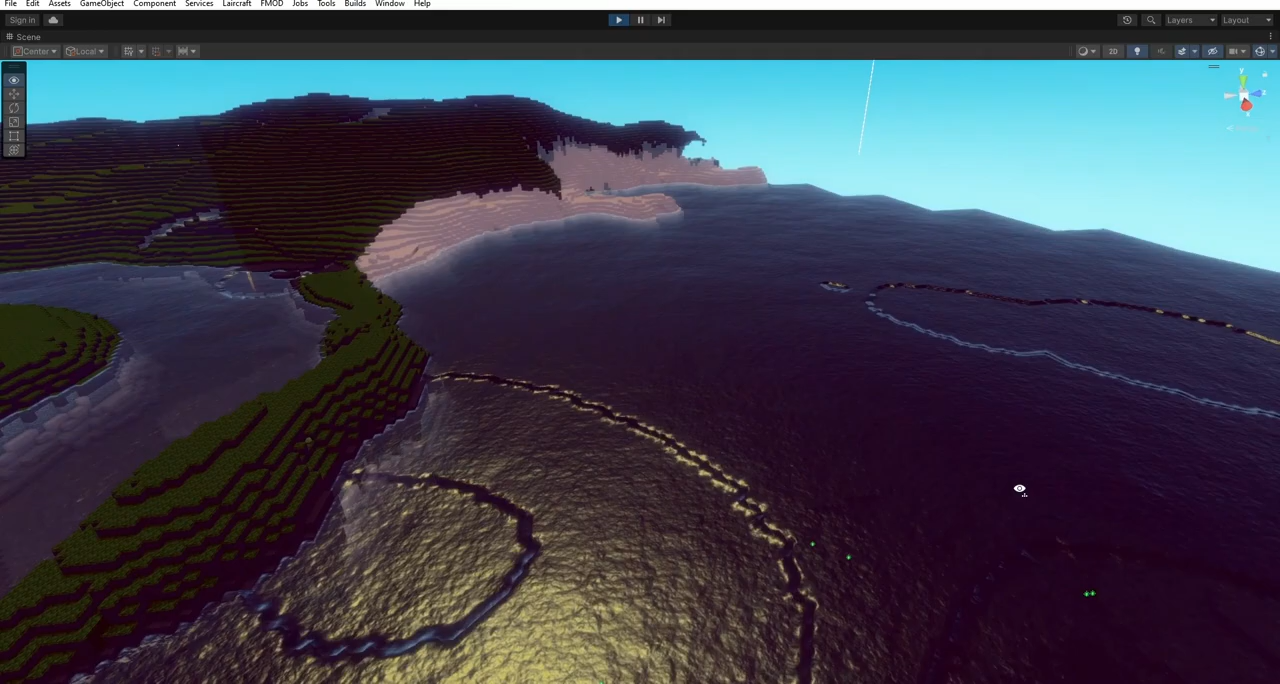 File Edit Assets GameObject Component Services Laircraft FMOD Jobs Tools Builds Window Help
Sign in Layers Layout
Scene
Center Local 2D
y
z